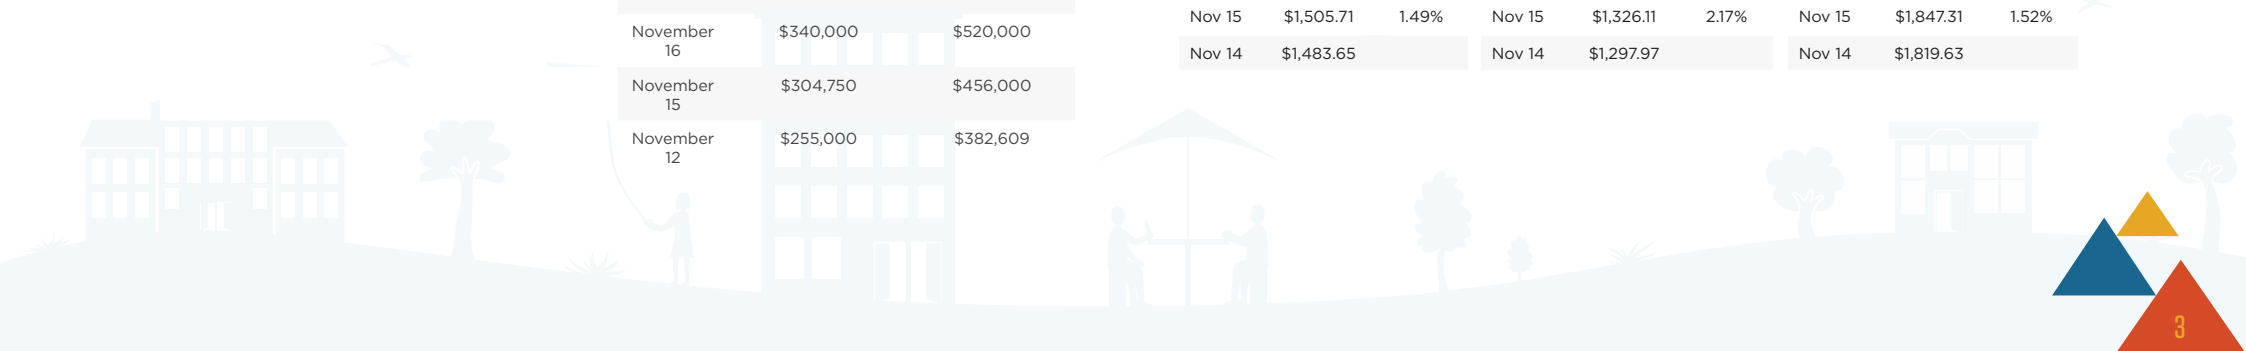 November 16 $340,000 $520,000
November 15 $304,750 $456,000
November 12 $255,000 $382,609
Nov 15 $1,505.71 1.49%
Nov 14 $1,483.65
Nov 15 $1,326.11 2.17%
Nov 14 $1,297.97
Nov 15 $1,847.31 1.52%
Nov 14 $1,819.63
3